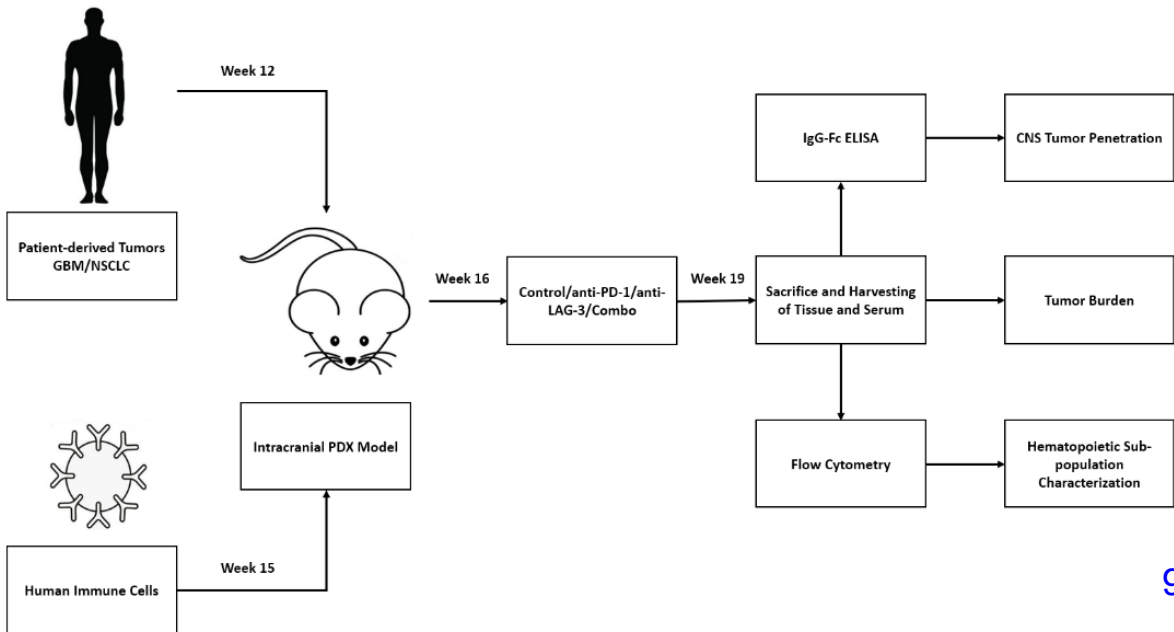 Week 12
Patient-derived Tumors
GBM/NSCLC
Human Immune Cells
Week 15
Intracranial PDX Model
Week 16
Control/anti-PD-1/anti-
LAG-3/Combo
Week 19
Sacrifice and Harvesting
of Tissue and Serum
IgG-Fc ELISA
CNS Tumor Penetration
Tumor Burden
Flow Cytometry
Hematopoietic Sub-
population
Characterization
9